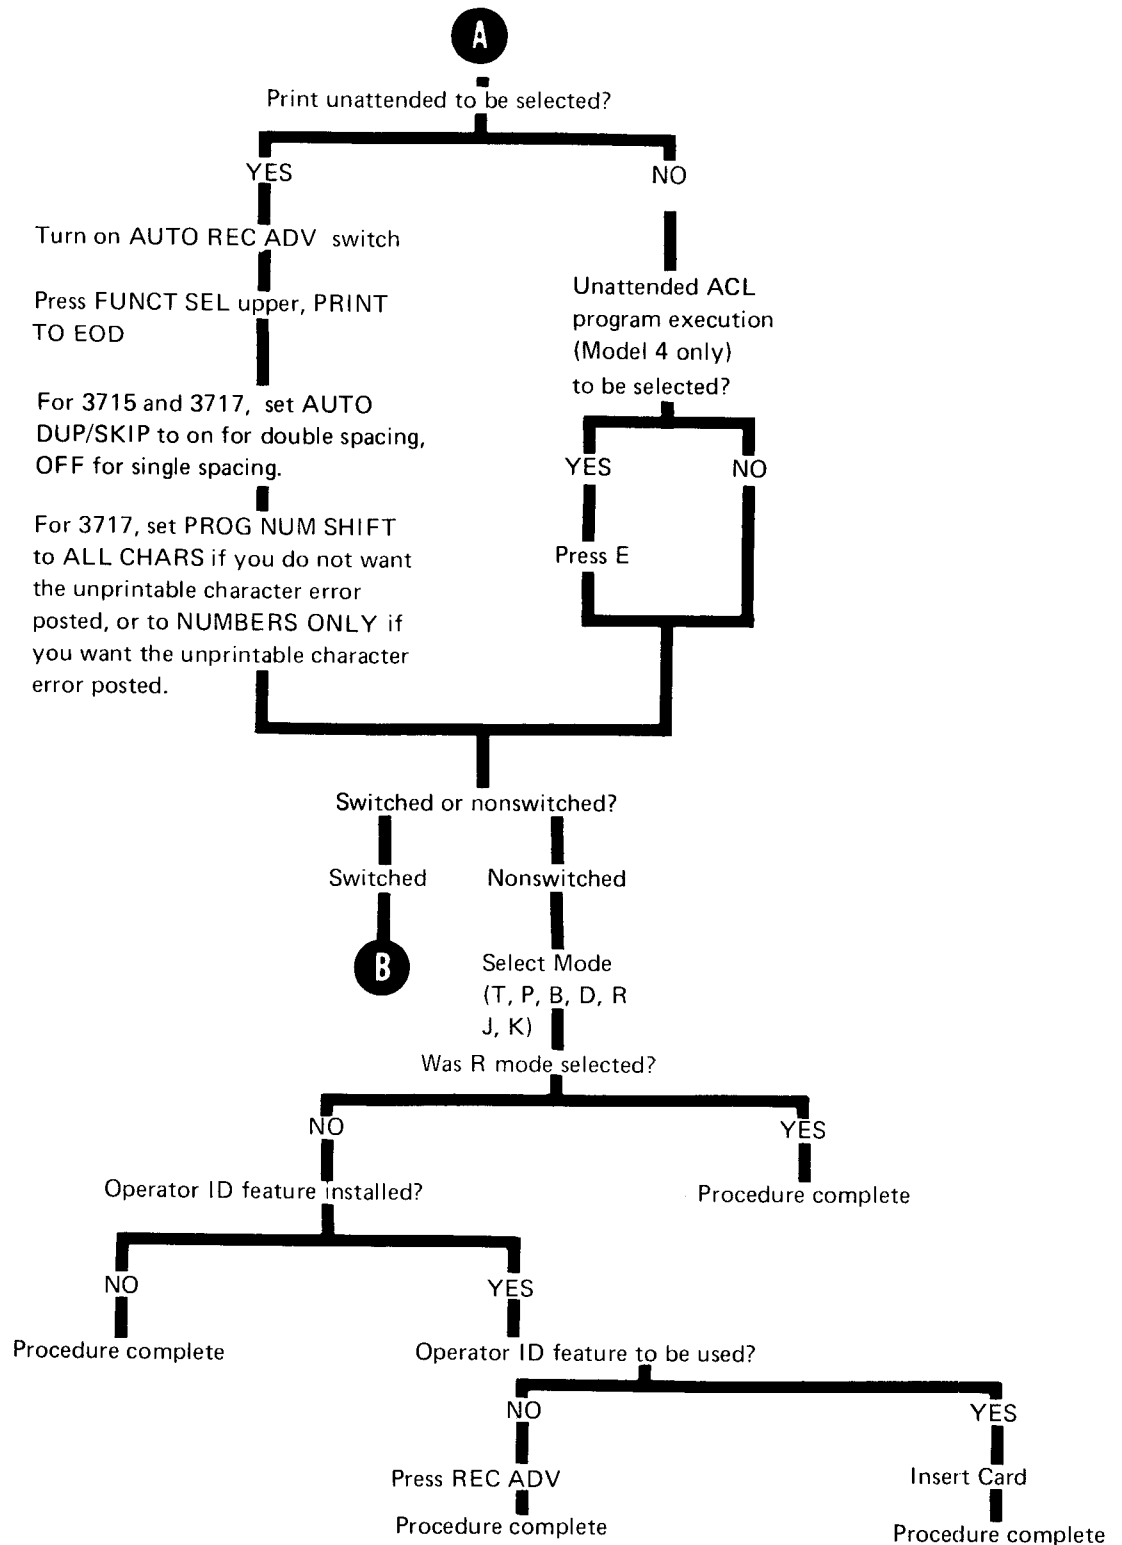 A
Print unattended to be selected?
YES
NO
Turn on AUTO REC ADV switch
Press FUNCT SEL upper, PRINT
TO EOD
For 3715 and 3717, set AUTO
DUP/SKIP to on for double spacing,
OFF for single spacing.
For 3717, set PROG NUM SHIFT
to ALL CHARS if you do not want
the unprintable character error
posted, or to NUMBERS ONLY if
you want the unprintable character
error posted.
Unattended ACL
program execution
(Model 4 only)
to be selected?
YES
NO
Press E
Switched or nonswitched?
Switched
Nonswitched
B
Select Mode
(T, P, B, D, R
J, K)
Was R mode selected?
NO
YES
Operator ID feature installed?
Procedure complete
NO
YES
Procedure complete
Operator ID feature to be used?
NO
YES
Press REC ADV
Insert Card
Procedure complete
Procedure complete